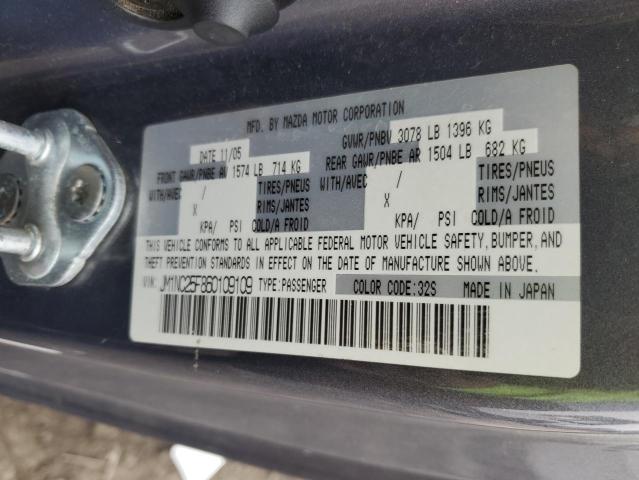 MFD. BY MAZDA MOTOR CORPORATION
DATE 11/05 GVWR/PNBV 3078 LB 1396 KG
FRONT GAWR/PNBE AV 1574 LB 714 KG REAR GAWR/PNBE AR 1504 LB 682 KG
WITH/AVEC / TIRES/PNEUS WITH/AVEC / TIRES/PNEUS
X RIMS/JANTES X RIMS/JANTES
KPA/ PSI COLD/A FROID KPA/ PSI COLD/A FROID
THIS VEHICLE CONFORMS TO ALL APPLICABLE FEDERAL MOTOR VEHICLE SAFETY, BUMPER, AND
THEFT PREVENTION STANDARDS IN EFFECT ON THE DATE OF MANUFACTURE SHOWN ABOVE.
VIN: JM1NC25F860109109 TYPE:PASSENGER COLOR CODE:32S MADE IN JAPAN